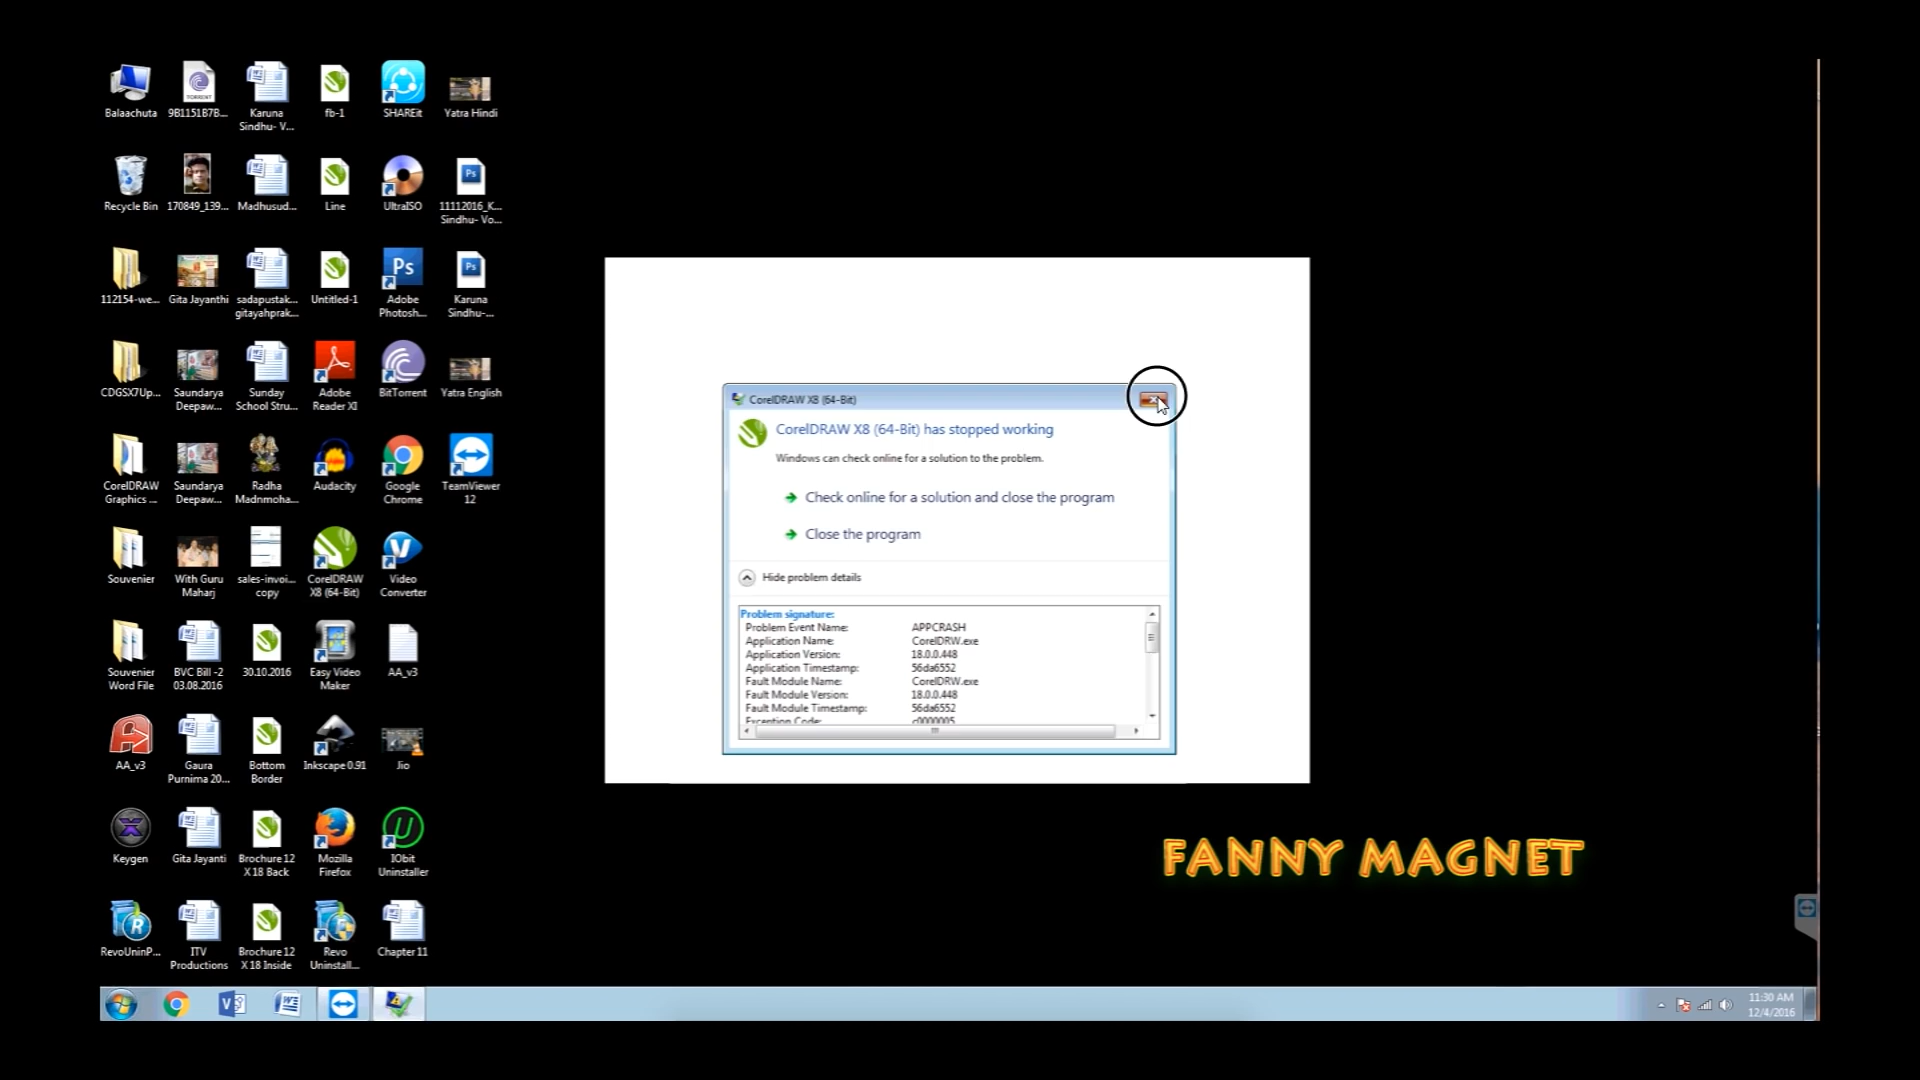 Balaachuta
9B1151B7B...
Karuna
Sindhu- V...
fb-1
SHAREit
Yatra Hindi
Recycle Bin
170849_139...
Madhusud...
Line
UltraISO
11112016_K...
Sindhu- Vo...
112154-we...
Gita Jayanthi
sadapustak...
gitayahprak...
Untitled-1
Adobe
Photosh...
Karuna
Sindhu-...
CDGSX7Up...
Saundarya
Deepaw...
Sunday
School Stru...
Adobe
Reader XI
BitTorrent
Yatra English
CorelDRAW
Graphics ...
Saundarya
Deepaw...
Radha
Madnmoha...
Audacity
Google
Chrome
TeamViewer
12
Souvenier
With Guru
Maharj
sales-invoi...
copy
CorelDRAW
X8 (64-Bit)
Video
Converter
Souvenier
Word File
BVC Bill -2
03.08.2016
30.10.2016
Easy Video
Maker
AA_v3
AA_v3
Gaura
Purnima 20...
Bottom
Border
Inkscape 0.91
Jio
Keygen
Gita Jayanti
Brochure 12
X 18 Back
Mozilla
Firefox
IObit
Uninstaller
RevoUninP...
ITV
Productions
Brochure 12
X 18 Inside
Revo
Uninstall...
Chapter 11
TORRENT
Ps
Ps
Ps
CorelDRAW X8 (64-Bit)
CorelDRAW X8 (64-Bit) has stopped working
Windows can check online for a solution to the problem.
Check online for a solution and close the program
Close the program
Hide problem details
Problem signature:
Problem Event Name: APPCRASH
Application Name: CorelDRW.exe
Application Version: 18.0.0.448
Application Timestamp: 56da6552
Fault Module Name: CorelDRW.exe
Fault Module Version: 18.0.0.448
Fault Module Timestamp: 56da6552
Exception Code: c0000005
FANNY MAGNET
11:30 AM
12/4/2016